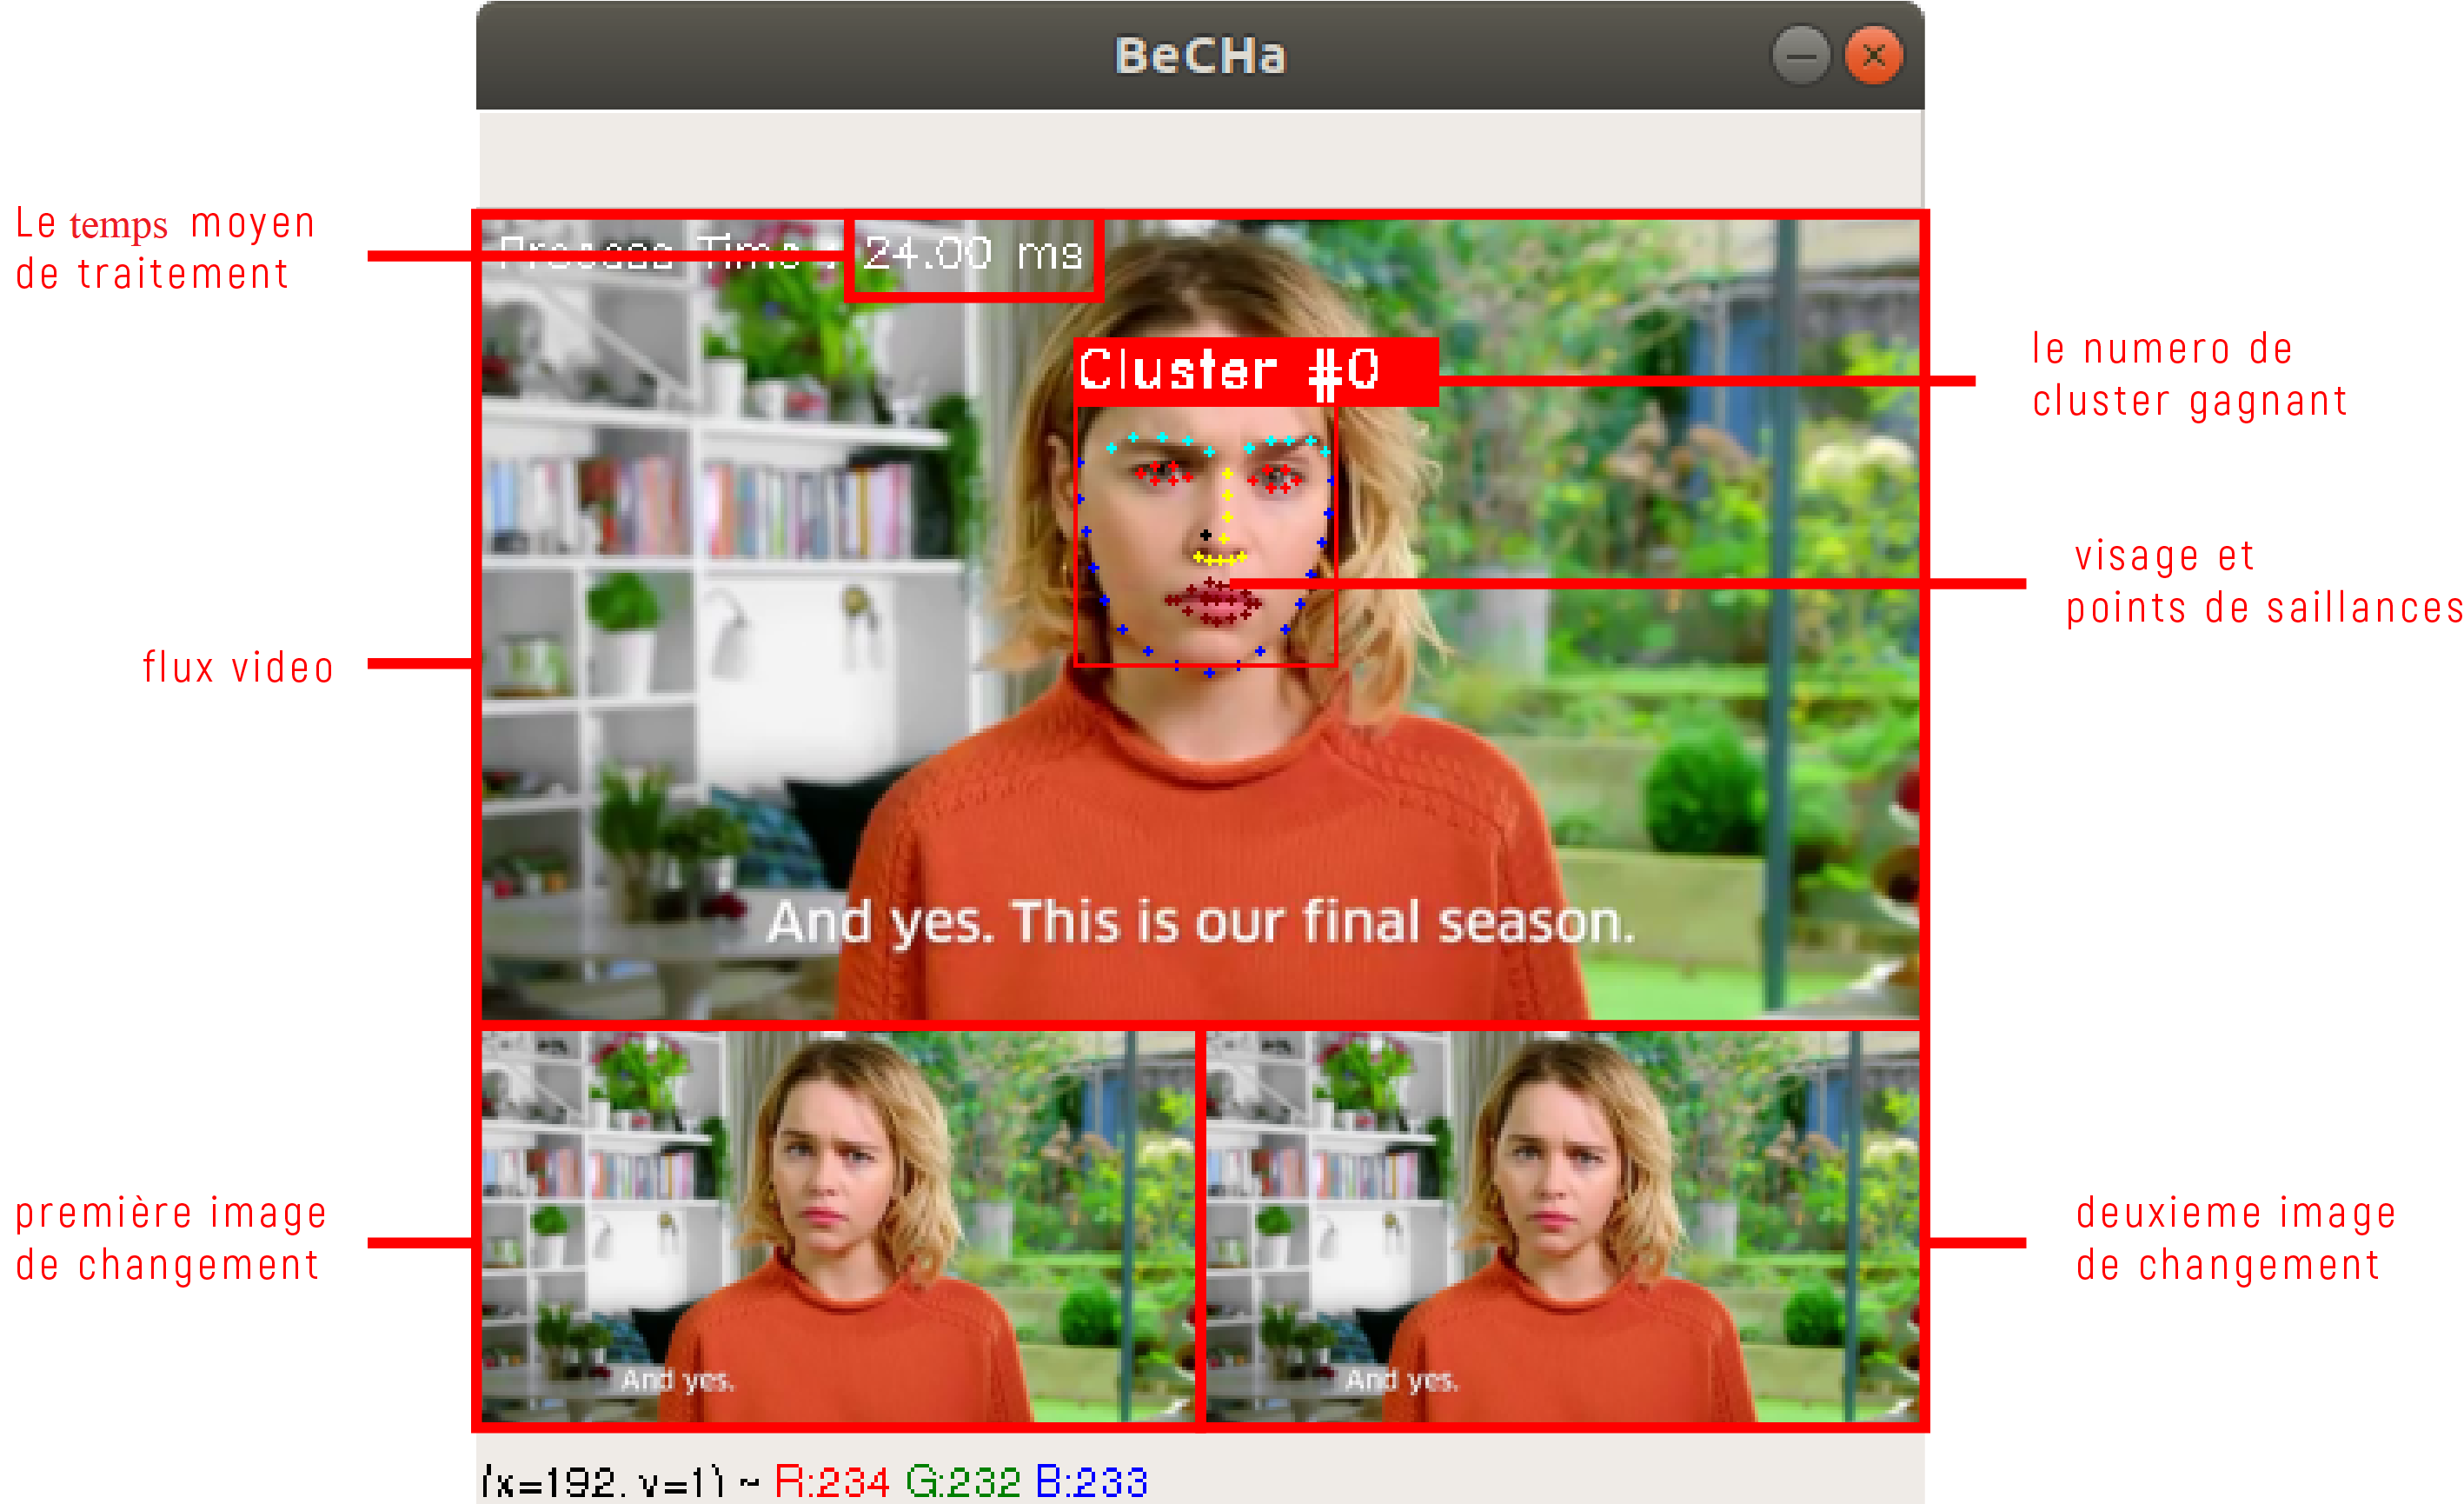 BeCHa
Le temps moyen
de traitement
Process Time : 24.00 ms
le numero de
cluster gagnant
Cluster #0
visage et
points de saillances
flux video
And yes. This is our final season.
première image
de changement
deuxieme image
de changement
And yes.
And yes.
(x=192, y=1) ~ R:234 G:232 B:233